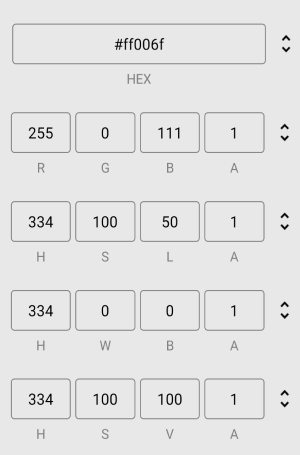 #ff006f
HEX
255 0 111 1
R G B A
334 100 50 1
H S L A
334 0 0 1
H W B A
334 100 100 1
H S V A